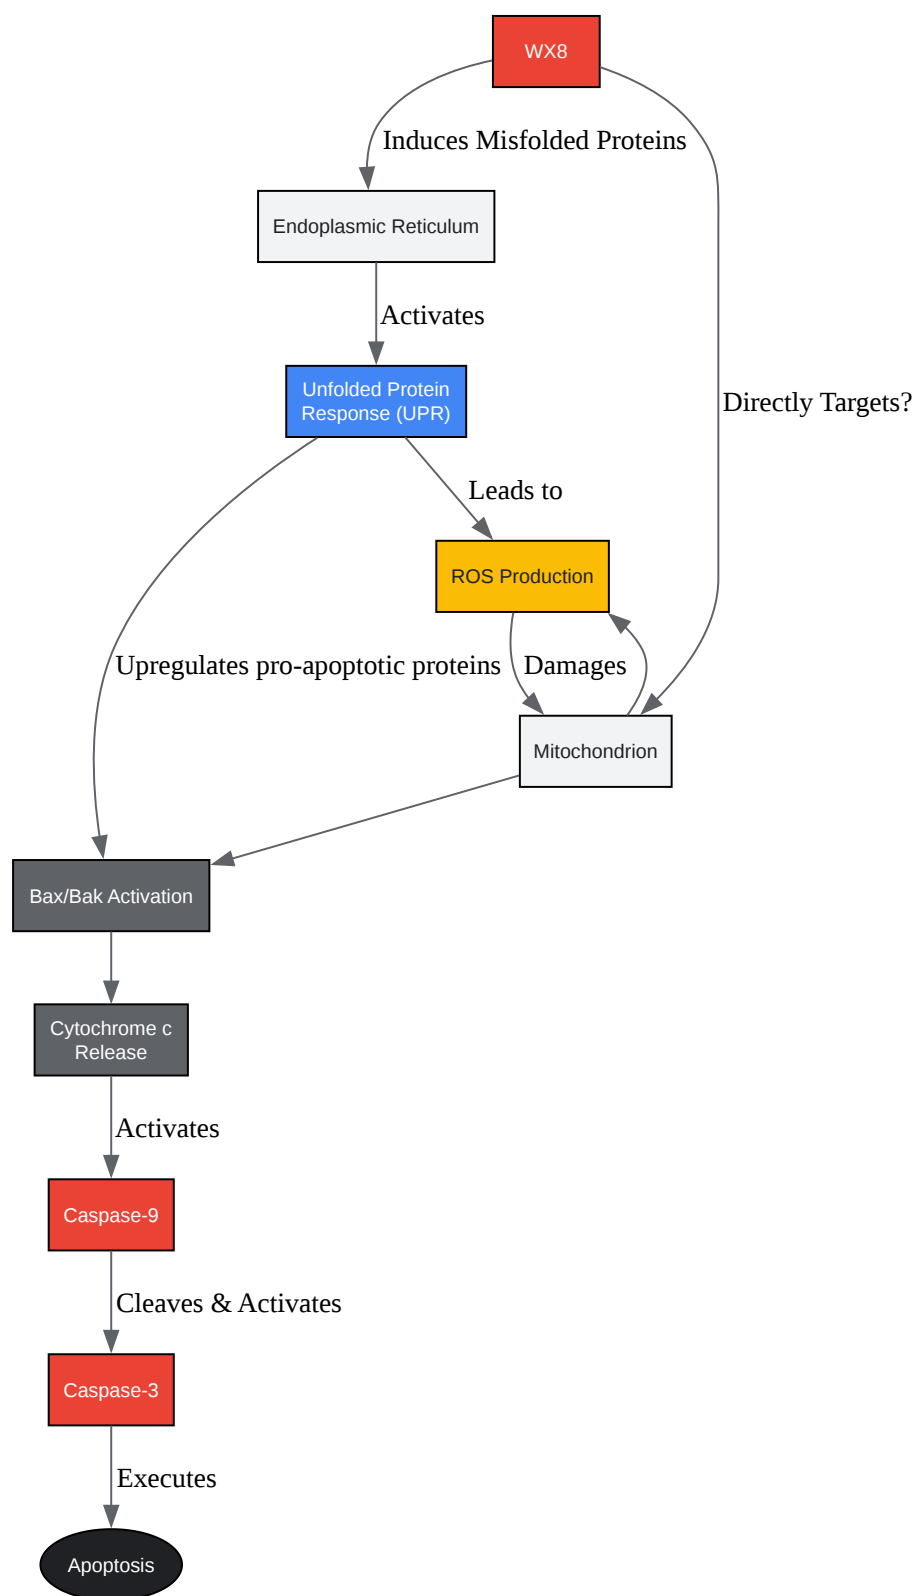 WX8
Induces Misfolded Proteins
Endoplasmic Reticulum
Activates
Unfolded Protein
Response (UPR)
Directly Targets?
Leads to
ROS Production
Upregulates pro-apoptotic proteins
Damages
Mitochondrion
Bax/Bak Activation
Cytochrome c
Release
Activates
Caspase-9
Cleaves & Activates
Caspase-3
Executes
Apoptosis